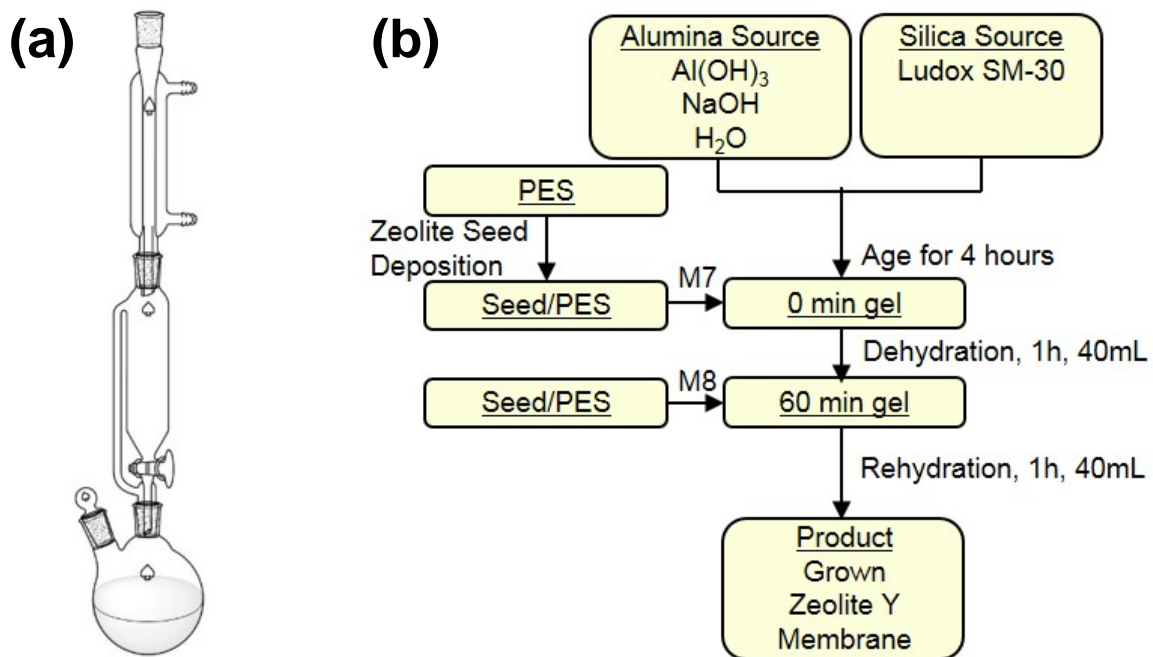 (a)
(b)
Alumina Source
Al(OH)₃
NaOH
H₂O
Silica Source
Ludox SM-30
PES
Zeolite Seed
Deposition
Age for 4 hours
Seed/PES
M7
0 min gel
Dehydration, 1h, 40mL
Seed/PES
M8
60 min gel
Rehydration, 1h, 40mL
Product
Grown
Zeolite Y
Membrane